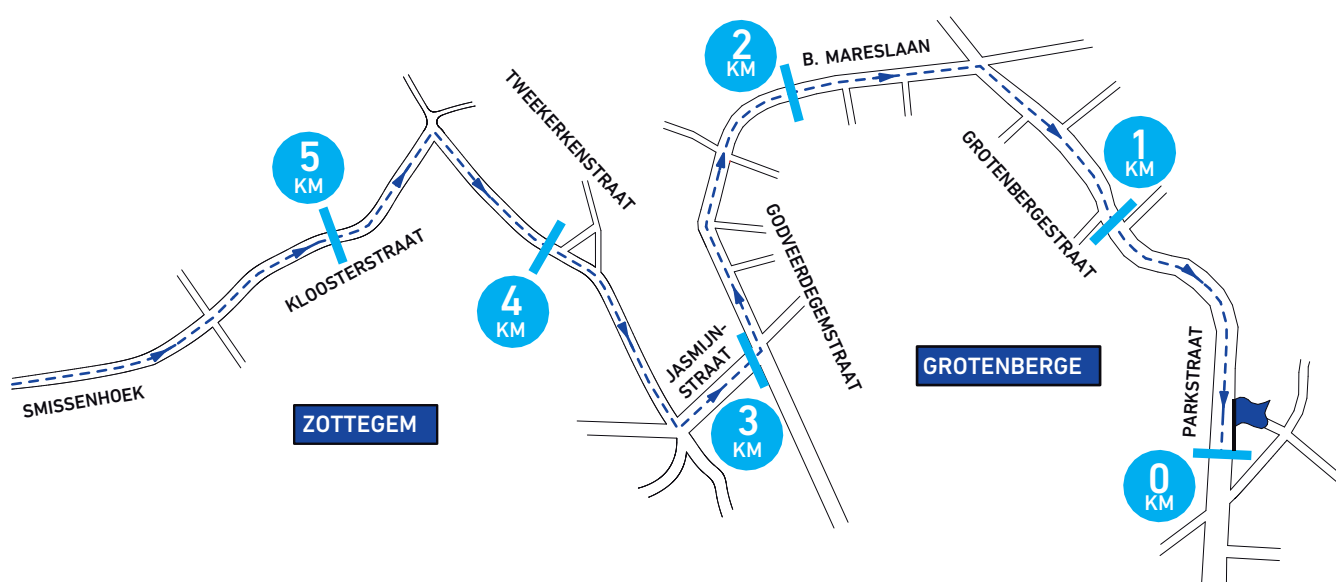 2
KM
B. MARESLAAN
TWEEKERKENSTRAAT
5
KM
1
KM
GROTENBERGESTRAAT
KLOOSTERSTRAAT
GODVEERDEGEMSTRAAT
4
KM
JASMIJN-
STRAAT
GROTENBERGE
PARKSTRAAT
SMISSENHOEK
ZOTTEGEM
3
KM
0
KM